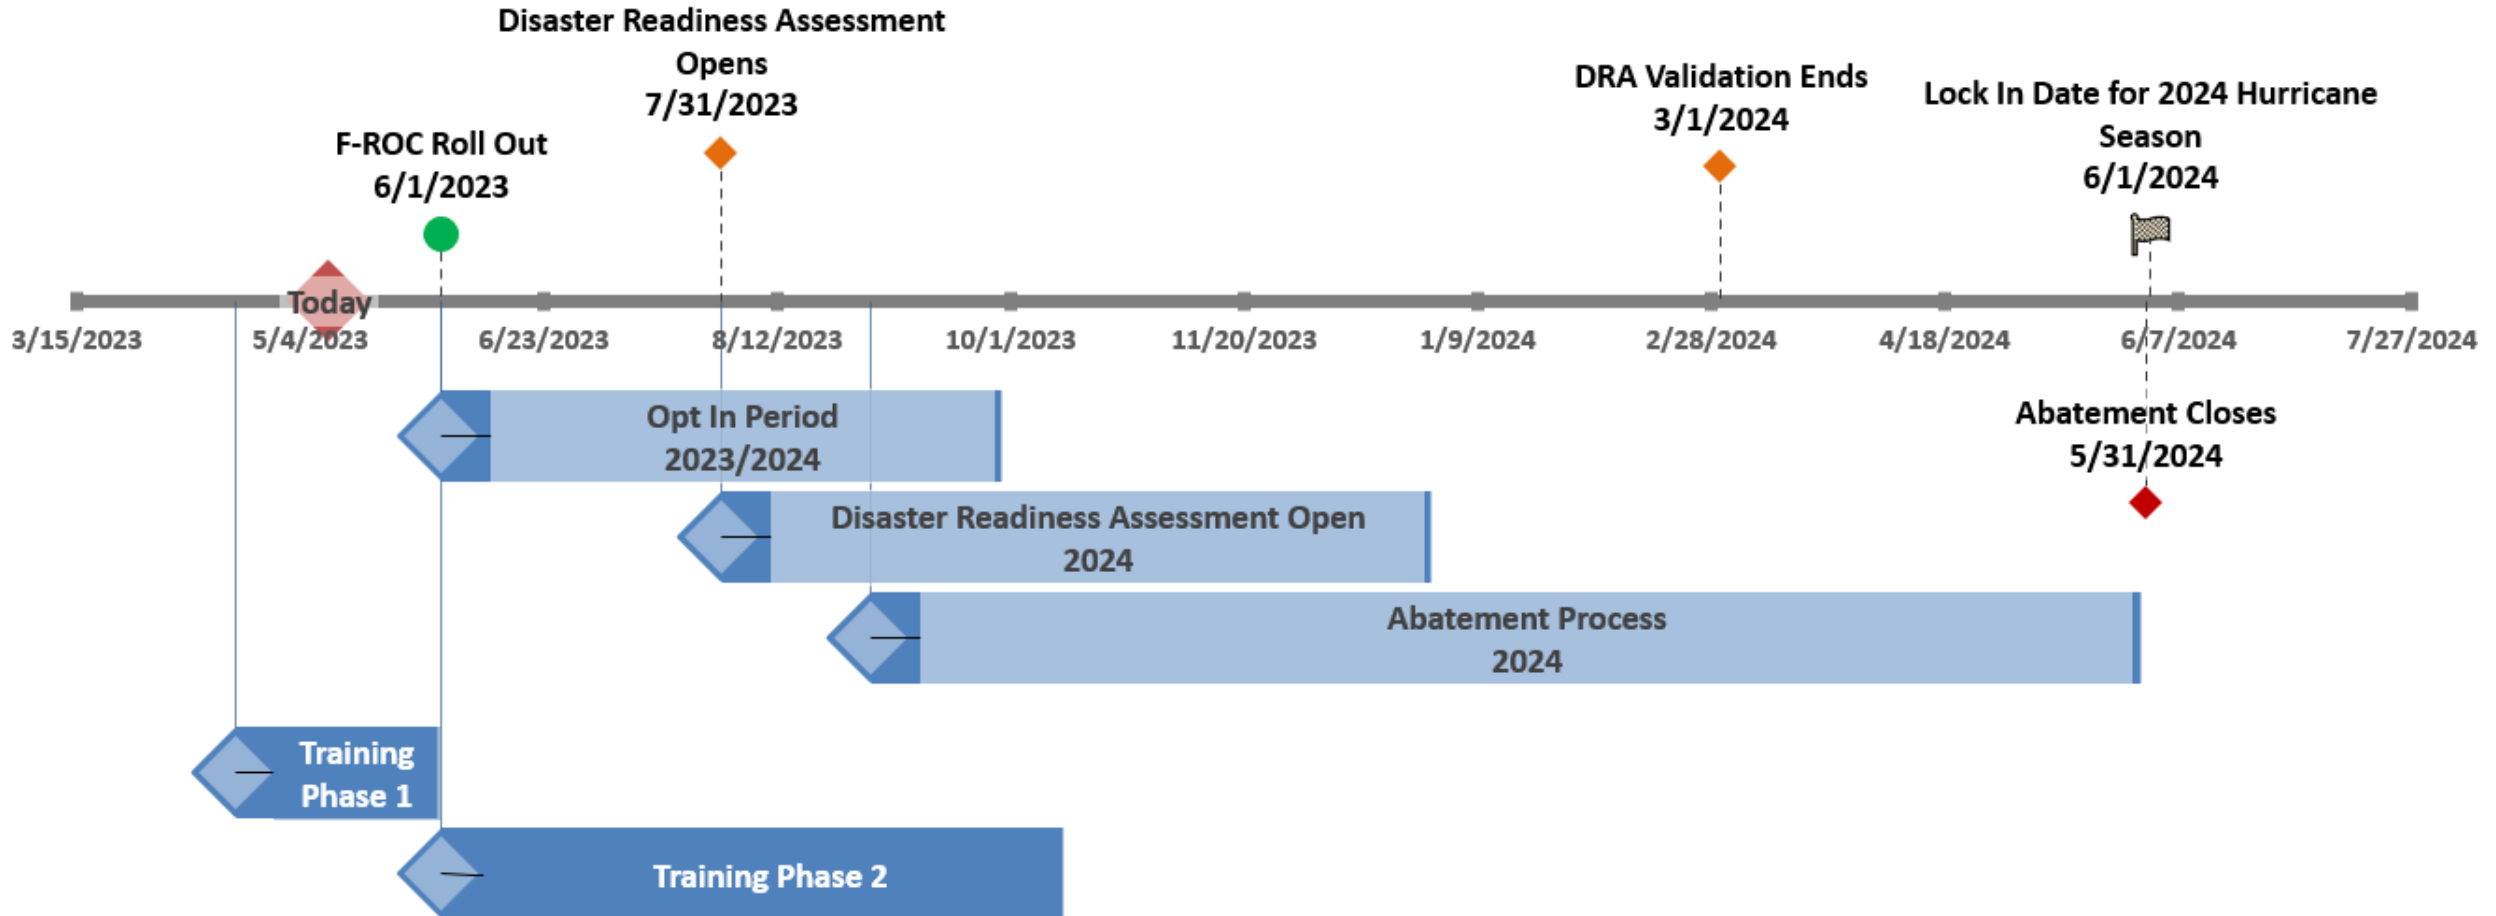 Disaster Readiness Assessment
Opens
7/31/2023
DRA Validation Ends
3/1/2024
Lock In Date for 2024 Hurricane
Season
6/1/2024
F-ROC Roll Out
6/1/2023
Today
3/15/2023
5/4/2023
6/23/2023
8/12/2023
10/1/2023
11/20/2023
1/9/2024
2/28/2024
4/18/2024
6/7/2024
7/27/2024
Opt In Period
2023/2024
Abatement Closes
5/31/2024
Disaster Readiness Assessment Open
2024
Abatement Process
2024
Training
Phase 1
Training Phase 2